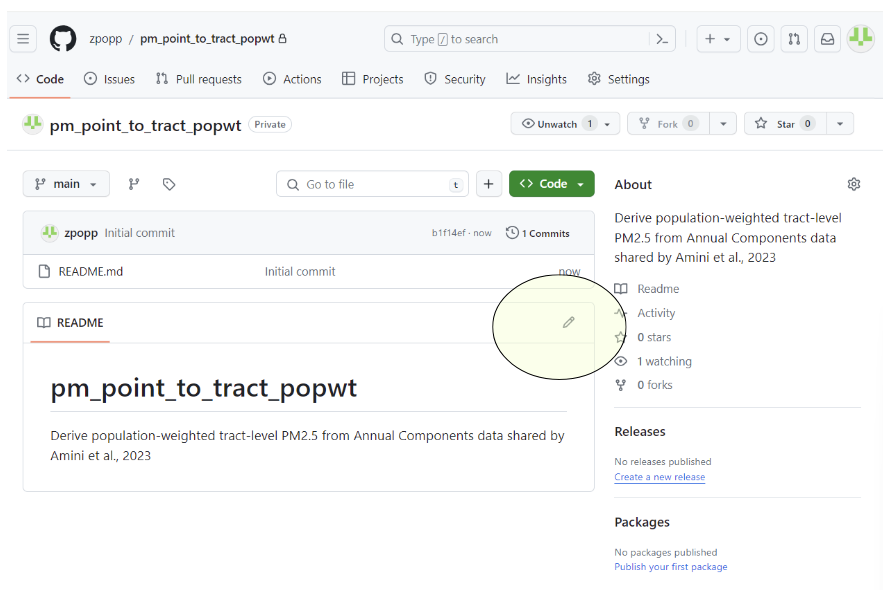 zpopp / pm_point_to_tract_popwt
Type / to search
Code
Issues
Pull requests
Actions
Projects
Security
Insights
Settings
pm_point_to_tract_popwt Private
Unwatch 1
Fork 0
Star 0
main
Go to file t
Code
zpopp Initial commit
b1f14ef · now
1 Commits
README.md Initial commit now
README
pm_point_to_tract_popwt
Derive population-weighted tract-level PM2.5 from Annual Components data shared by
Amini et al., 2023
About
Derive population-weighted tract-level
PM2.5 from Annual Components data
shared by Amini et al., 2023
Readme
Activity
0 stars
1 watching
0 forks
Releases
No releases published
Create a new release
Packages
No packages published
Publish your first package